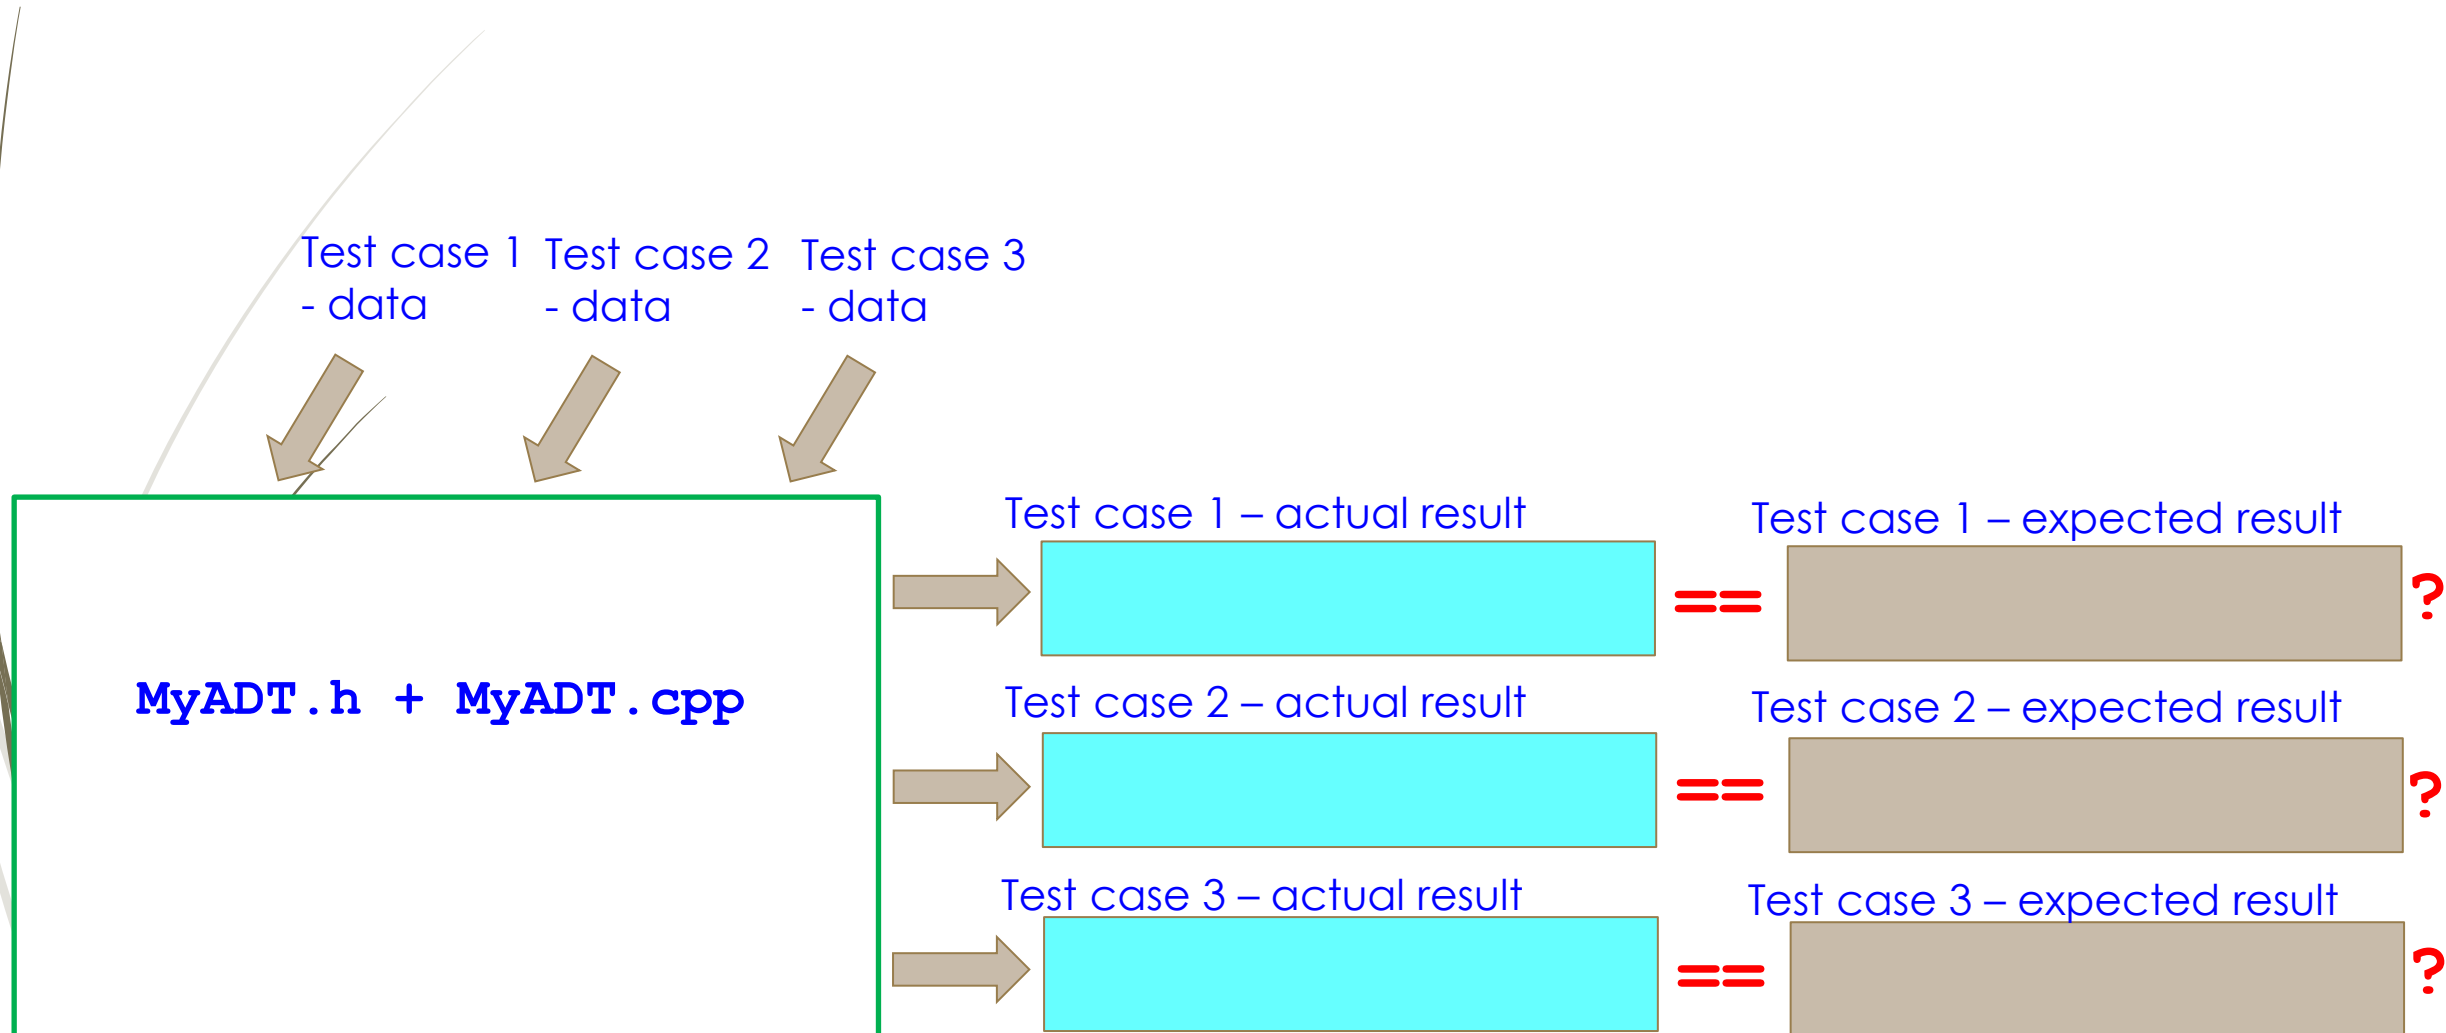 Test case 1
- data
Test case 2
- data
Test case 3
- data
MyADT.h + MyADT.cpp
Test case 1 – actual result
==
Test case 1 – expected result
?
Test case 2 – actual result
==
Test case 2 – expected result
?
Test case 3 – actual result
==
Test case 3 – expected result
?